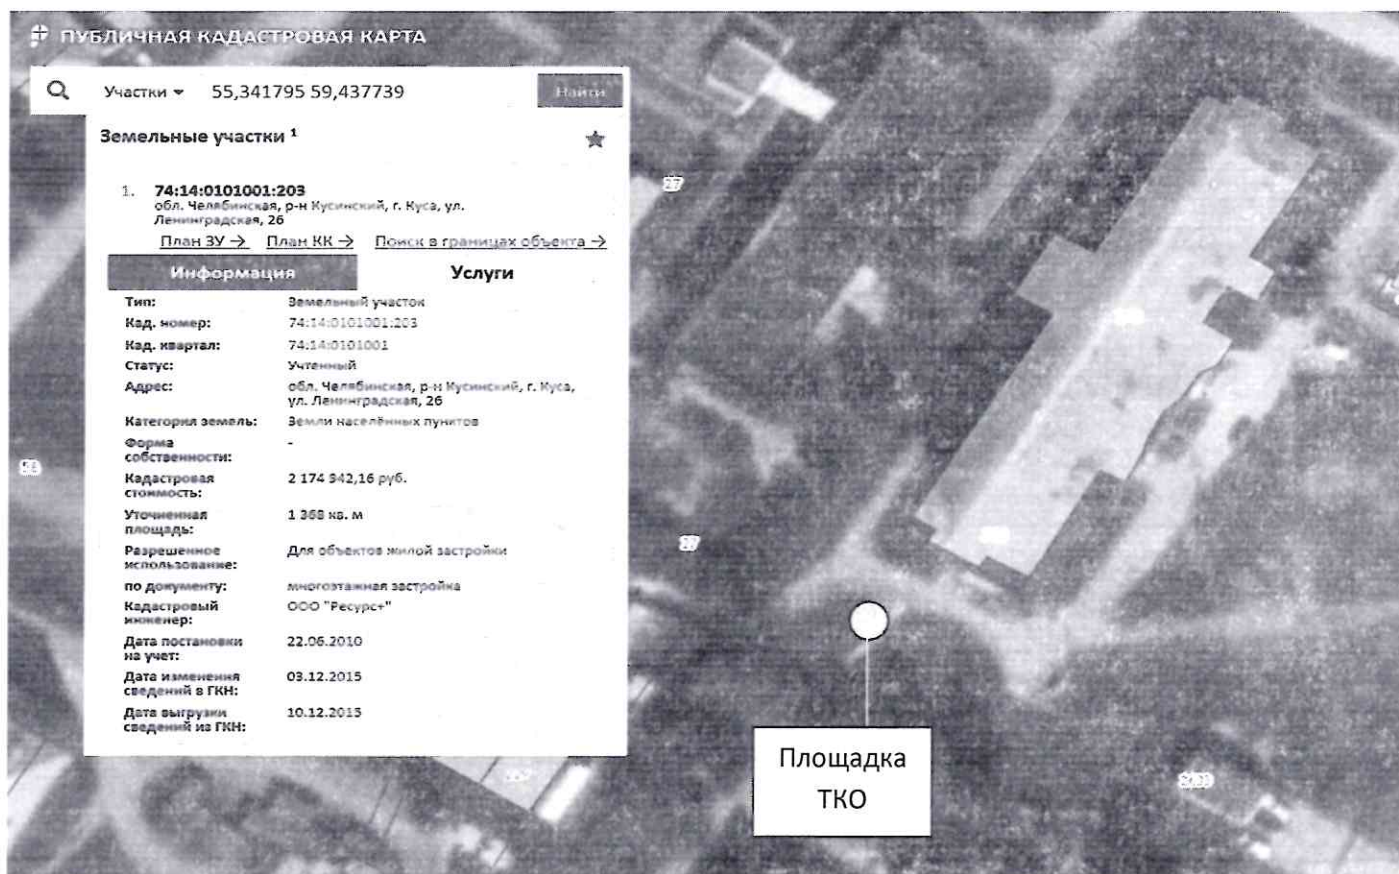 ПУБЛИЧНАЯ КАДАСТРОВАЯ КАРТА
Участки 55,341795 59,437739 Найти
Земельные участки 1
1. 74:14:0101001:203
обл. Челябинская, р-н Кусинский, г. Куса, ул.
Ленинградская, 26
План ЗУ → План КК → Поиск в границах объекта →
Информация Услуги
Тип: Земельный участок
Кад. номер: 74:14:0101001:203
Кад. квартал: 74:14:0101001
Статус: Учтенный
Адрес: обл. Челябинская, р-н Кусинский, г. Куса,
ул. Ленинградская, 26
Категория земель: Земли населённых пунктов
Форма
собственности: -
Кадастровая
стоимость: 2 174 942,16 руб.
Уточненная
площадь: 1 368 кв. м
Разрешенное
использование: Для объектов жилой застройки
по документу: многоэтажная застройка
Кадастровый
инженер: ООО "Ресурс+"
Дата постановки
на учет: 22.06.2010
Дата изменения
сведений в ГКН: 03.12.2015
Дата выгрузки
сведений из ГКН: 10.12.2015
27
27
Площадка
ТКО